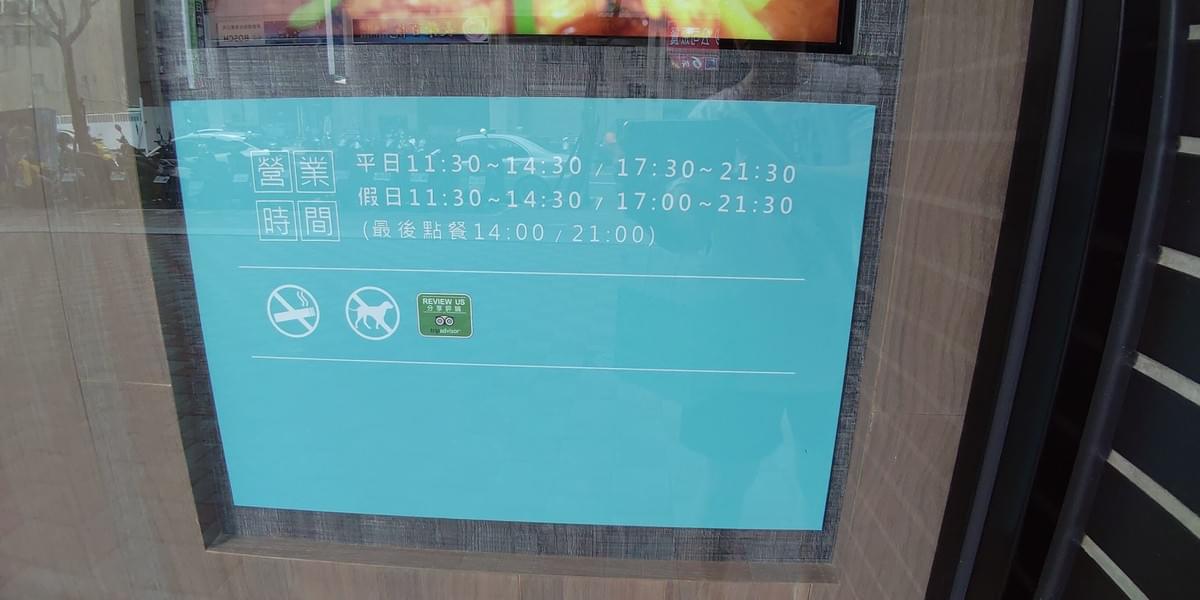 營業
時間
平日11:30~14:30 / 17:30~21:30
假日11:30~14:30 / 17:00~21:30
(最後點餐14:00 / 21:00)
REVIEW US
分享評論
tripadvisor